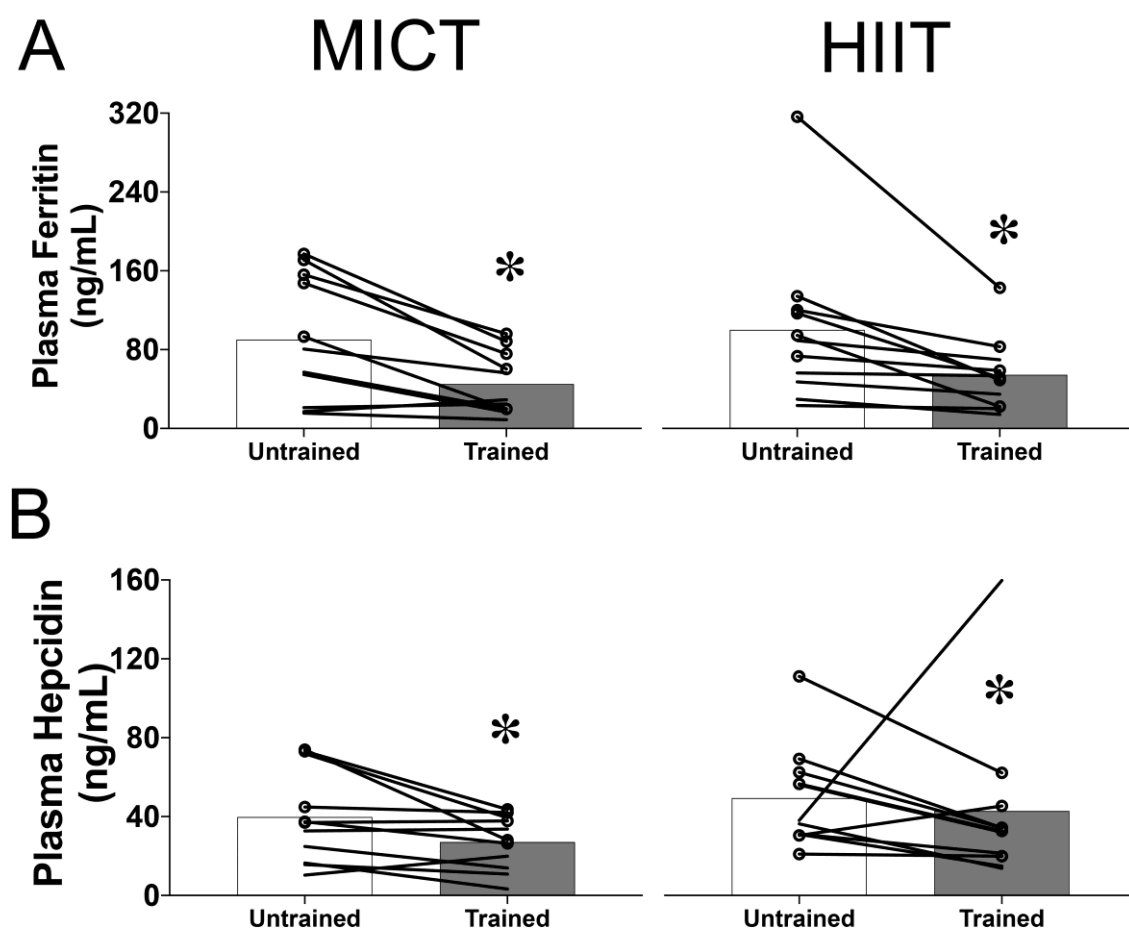 A
MICT
HIIT
Plasma Ferritin
(ng/mL)
320
240
160
80
0
*
*
Untrained
Trained
Untrained
Trained
B
Plasma Hepcidin
(ng/mL)
160
120
80
40
0
*
*
Untrained
Trained
Untrained
Trained